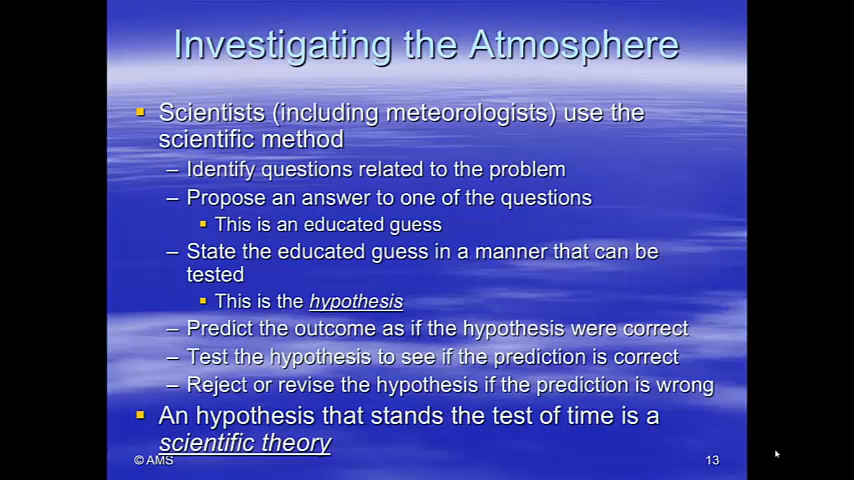 Investigating the Atmosphere
Scientists (including meteorologists) use the
scientific method
– Identify questions related to the problem
– Propose an answer to one of the questions
This is an educated guess
– State the educated guess in a manner that can be
tested
This is the hypothesis
– Predict the outcome as if the hypothesis were correct
– Test the hypothesis to see if the prediction is correct
– Reject or revise the hypothesis if the prediction is wrong
An hypothesis that stands the test of time is a
scientific theory
© AMS
13